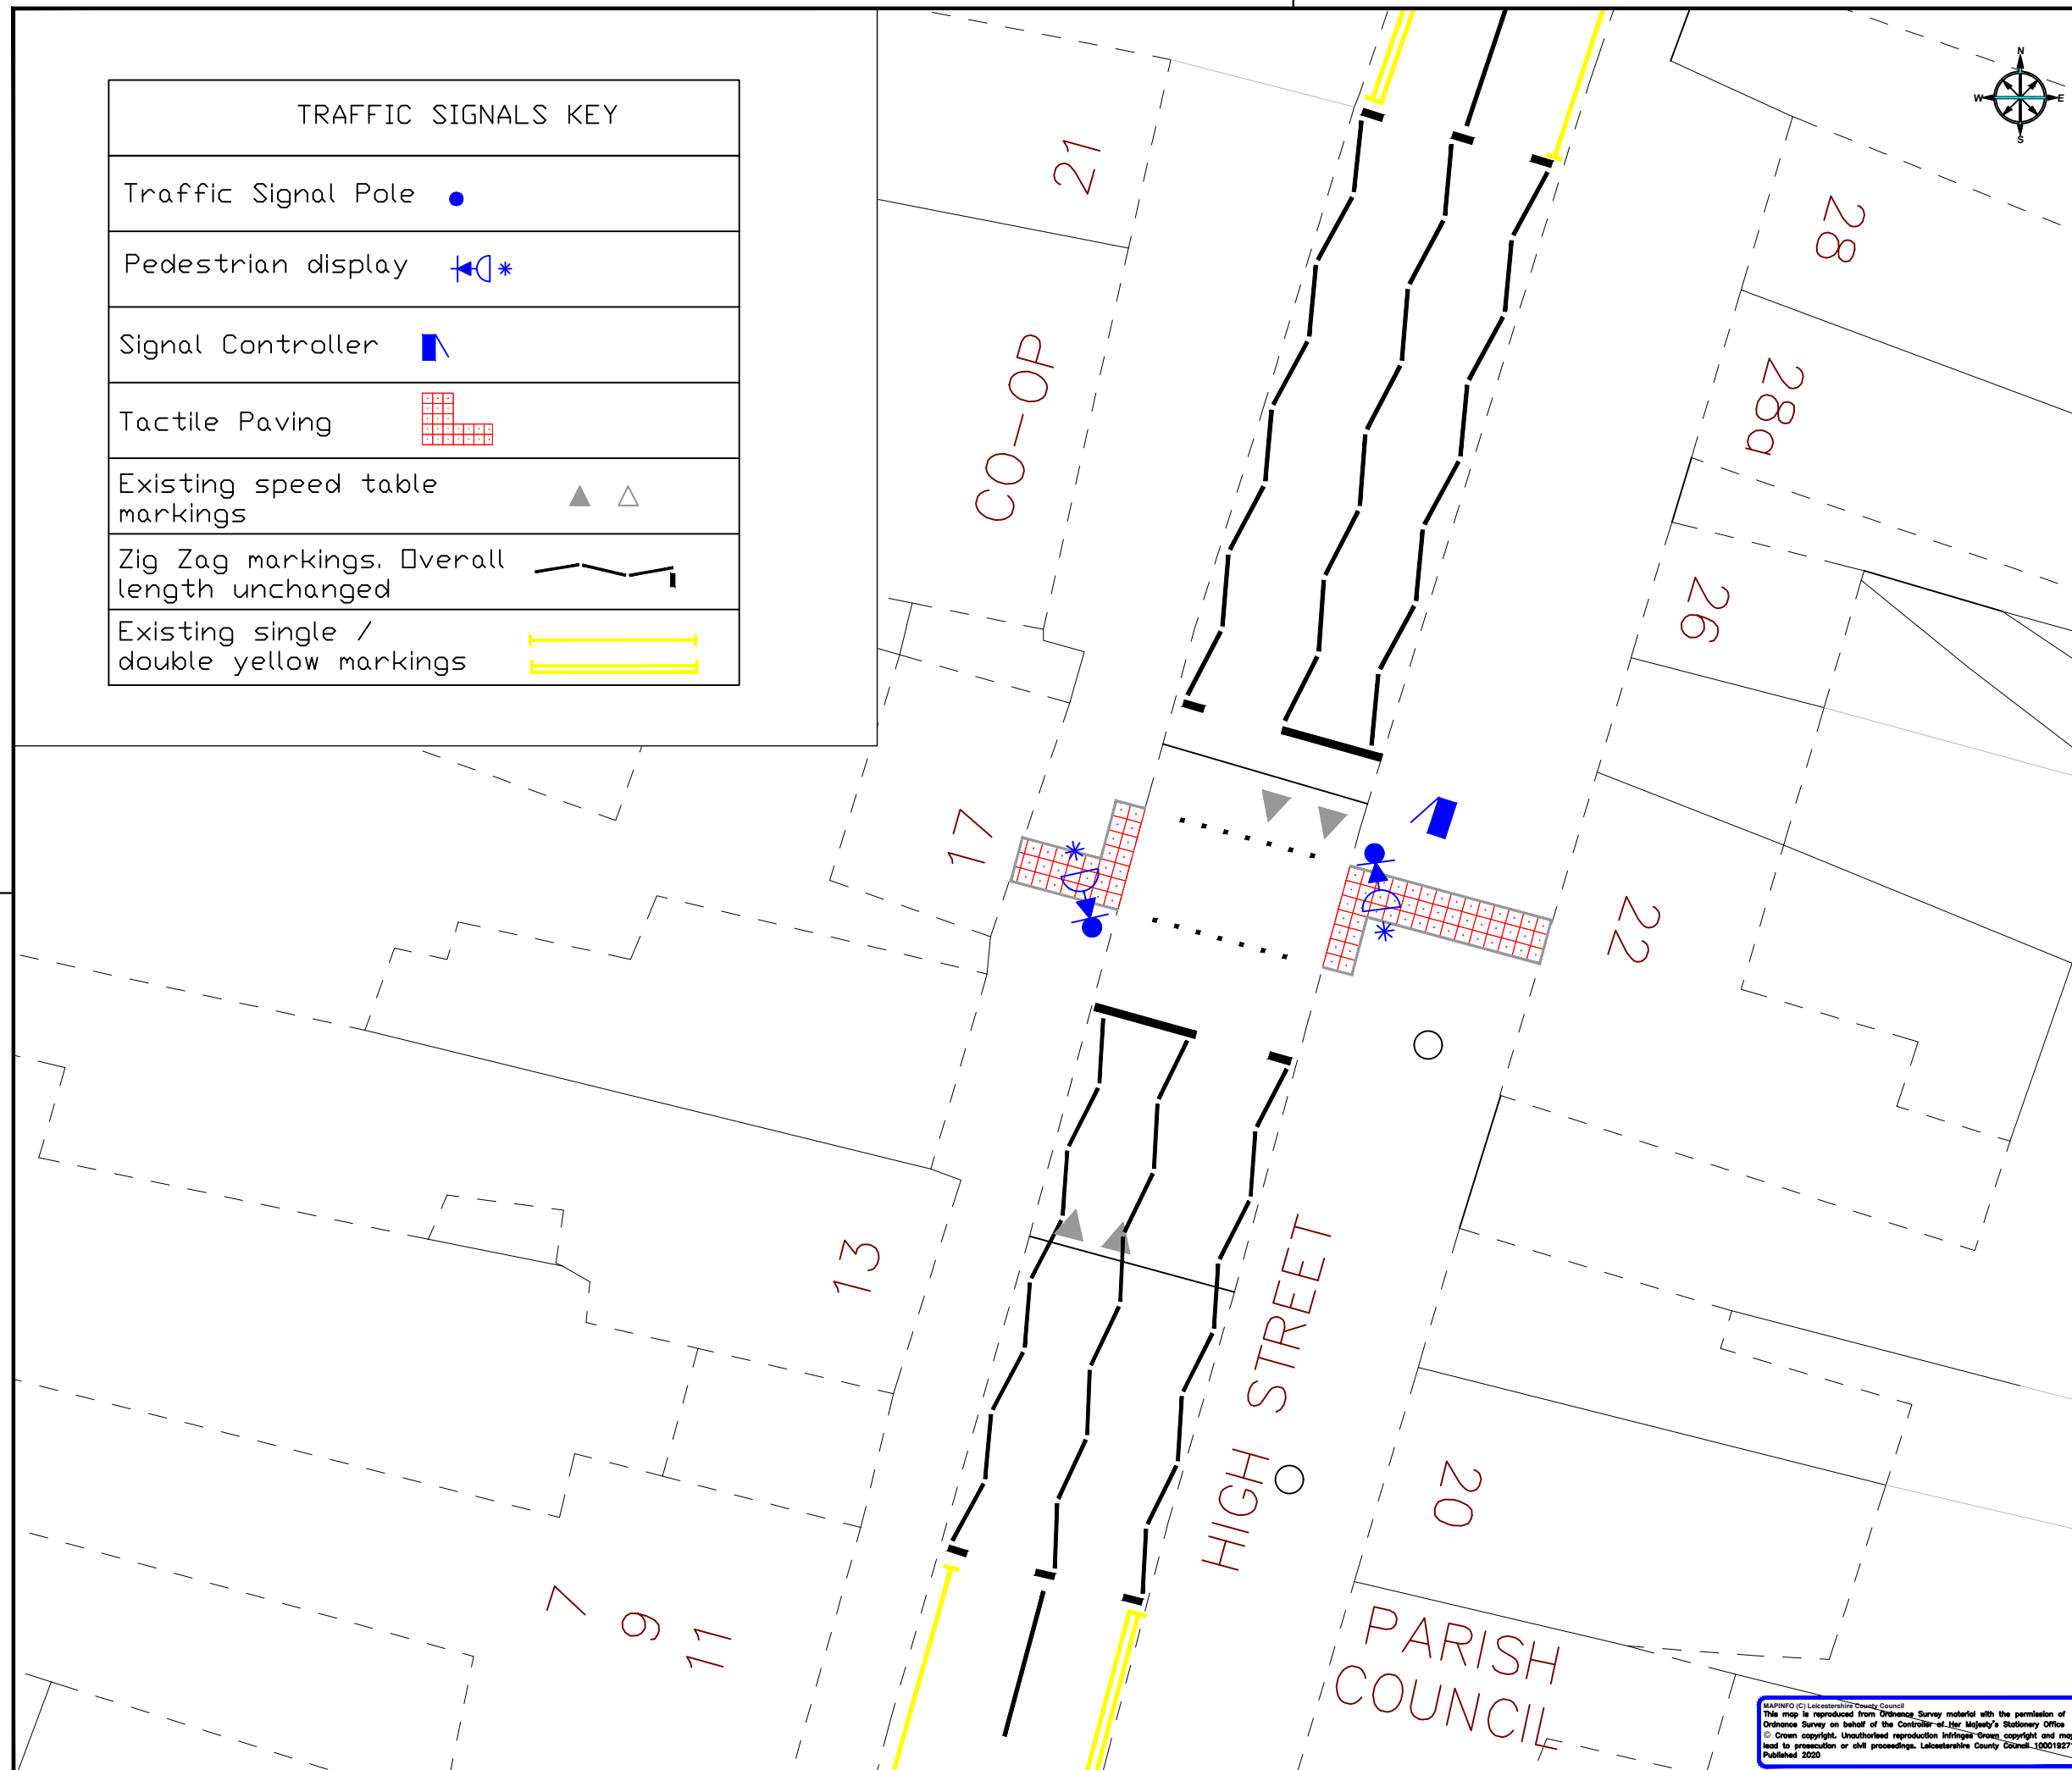 TRAFFIC SIGNALS KEY
Traffic Signal Pole
Pedestrian display
Signal Controller
Tactile Paving
Existing speed table
markings
Zig Zag markings. Overall
length unchanged
Existing single /
double yellow markings
N
W
E
S
21
28
CO-OP
28a
26
17
22
13
HIGH STREET
20
7
9
11
PARISH
COUNCIL
MAPINFO (C) Leicestershire County Council
This map is reproduced from Ordnance Survey material with the permission of
Ordnance Survey on behalf of the Controller of Her Majesty's Stationery Office
© Crown copyright. Unauthorised reproduction infringes Crown copyright and may
lead to prosecution or civil proceedings. Leicestershire County Council 10001927
Published 2020